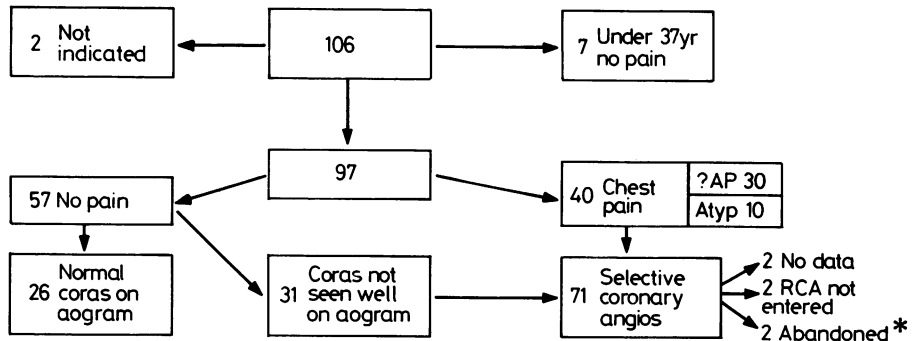 2 Not
indicated
106
7 Under 37yr
no pain
97
57 No pain
40 Chest
pain
?AP 30
Atyp 10
26 Normal
coras on
aogram
31 Coras not
seen well
on aogram
71 Selective
coronary
angios
2 No data
2 RCA not
entered
2 Abandoned*